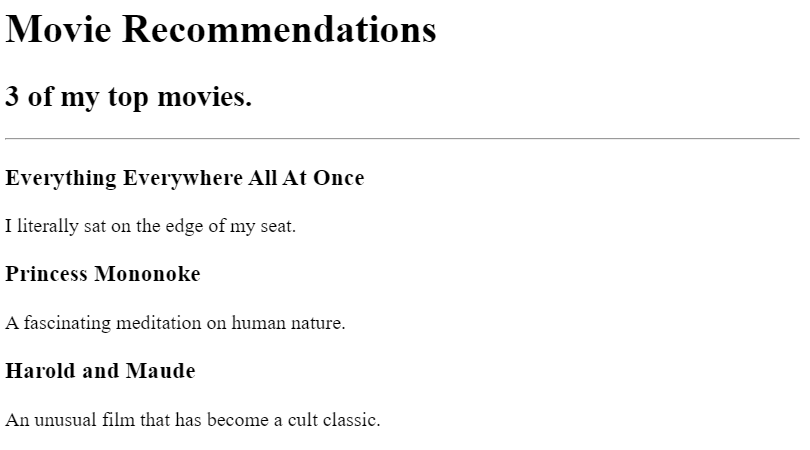 Movie Recommendations
3 of my top movies.
Everything Everywhere All At Once
I literally sat on the edge of my seat.
Princess Mononoke
A fascinating meditation on human nature.
Harold and Maude
An unusual film that has become a cult classic.